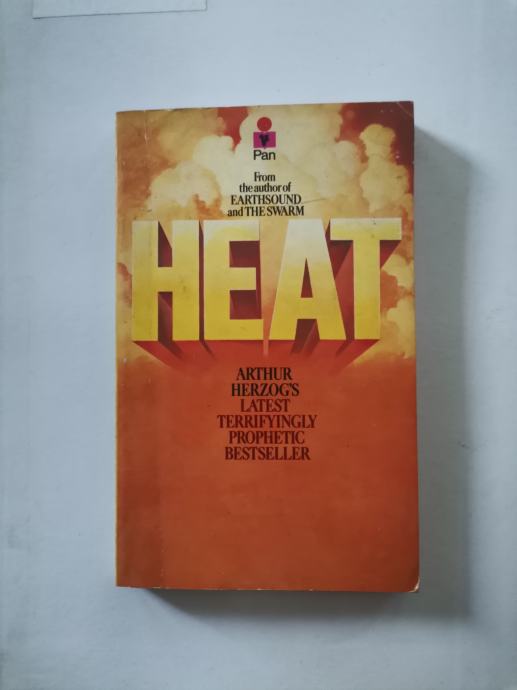 Pan
From
the author of
EARTHSOUND
and THE SWARM
HEAT
ARTHUR
HERZOG'S
LATEST
TERRIFYINGLY
PROPHETIC
BESTSELLER